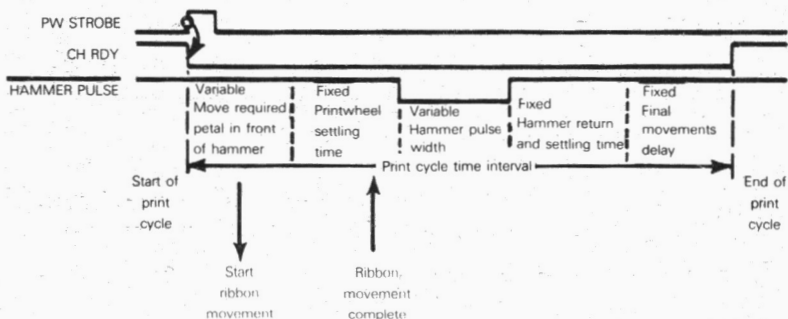 PW STROBE
CH RDY
HAMMER PULSE
Variable
Move required
petal in front
of hammer
Fixed
Printwheel
settling
time
Variable
Hammer pulse
width
Fixed
Hammer return
and settling time
Fixed
Final
movements
delay
Print cycle time interval
Start of
print
cycle
End of
print
cycle
Start
ribbon
movement
Ribbon
movement
complete